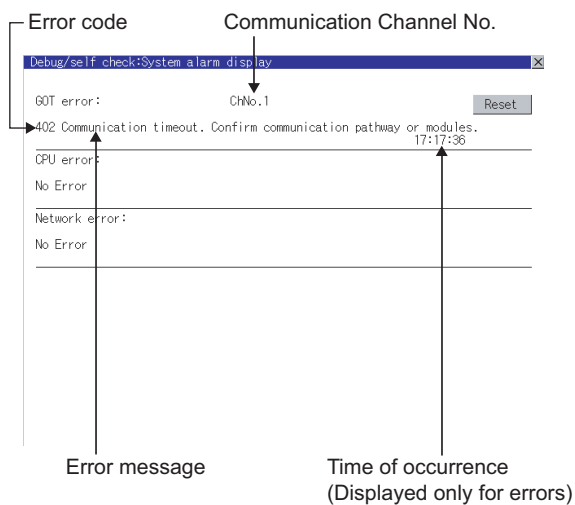 Error code
Communication Channel No.
Debug/self check:System alarm display
GOT error:
ChNo.1
Reset
402 Communication timeout. Confirm communication pathway or modules.
17:17:36
CPU error:
No Error
Network error:
No Error
Error message
Time of occurrence
(Displayed only for errors)